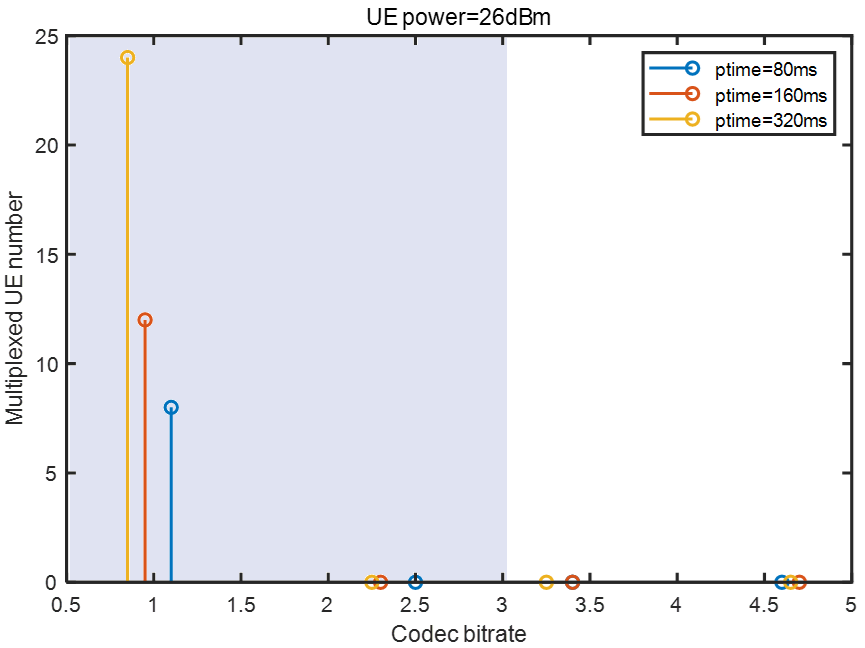 UE power=26dBm
ptime=80ms
ptime=160ms
ptime=320ms
Multiplexed UE number
25
20
15
10
5
0
0.5 1 1.5 2 2.5 3 3.5 4 4.5 5
Codec bitrate